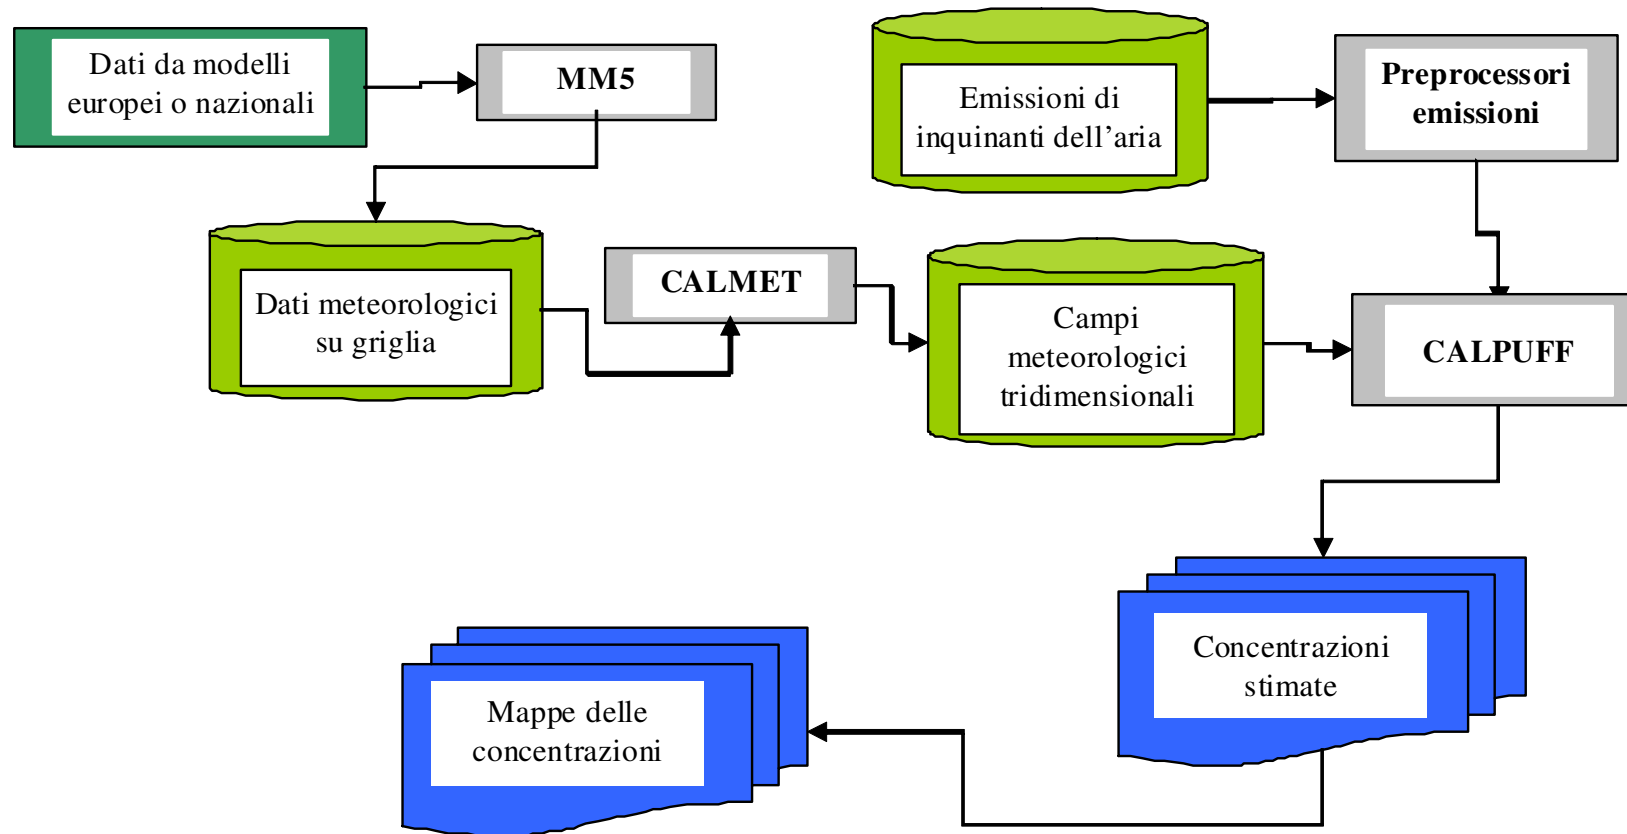 Dati da modelli
europei o nazionali
MM5
Emissioni di
inquinanti dell’aria
Preprocessori
emissioni
Dati meteorologici
su griglia
CALMET
Campi
meteorologici
tridimensionali
CALPUFF
Concentrazioni
stimate
Mappe delle
concentrazioni